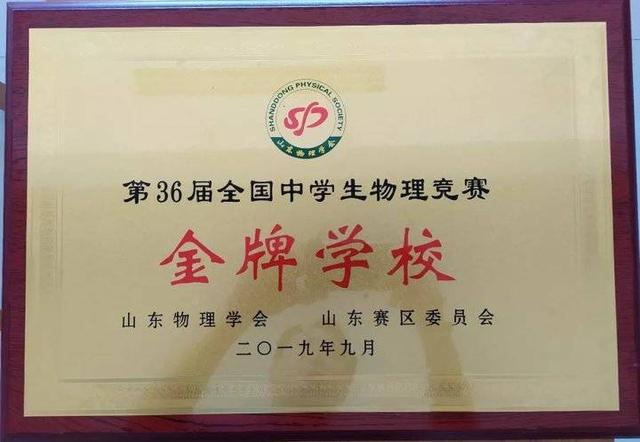 SHANDDONG PHYSICAL SOCIETY
山东物理学会
第36届全国中学生物理竞赛
金牌学校
山东物理学会 山东赛区委员会
二〇一九年九月